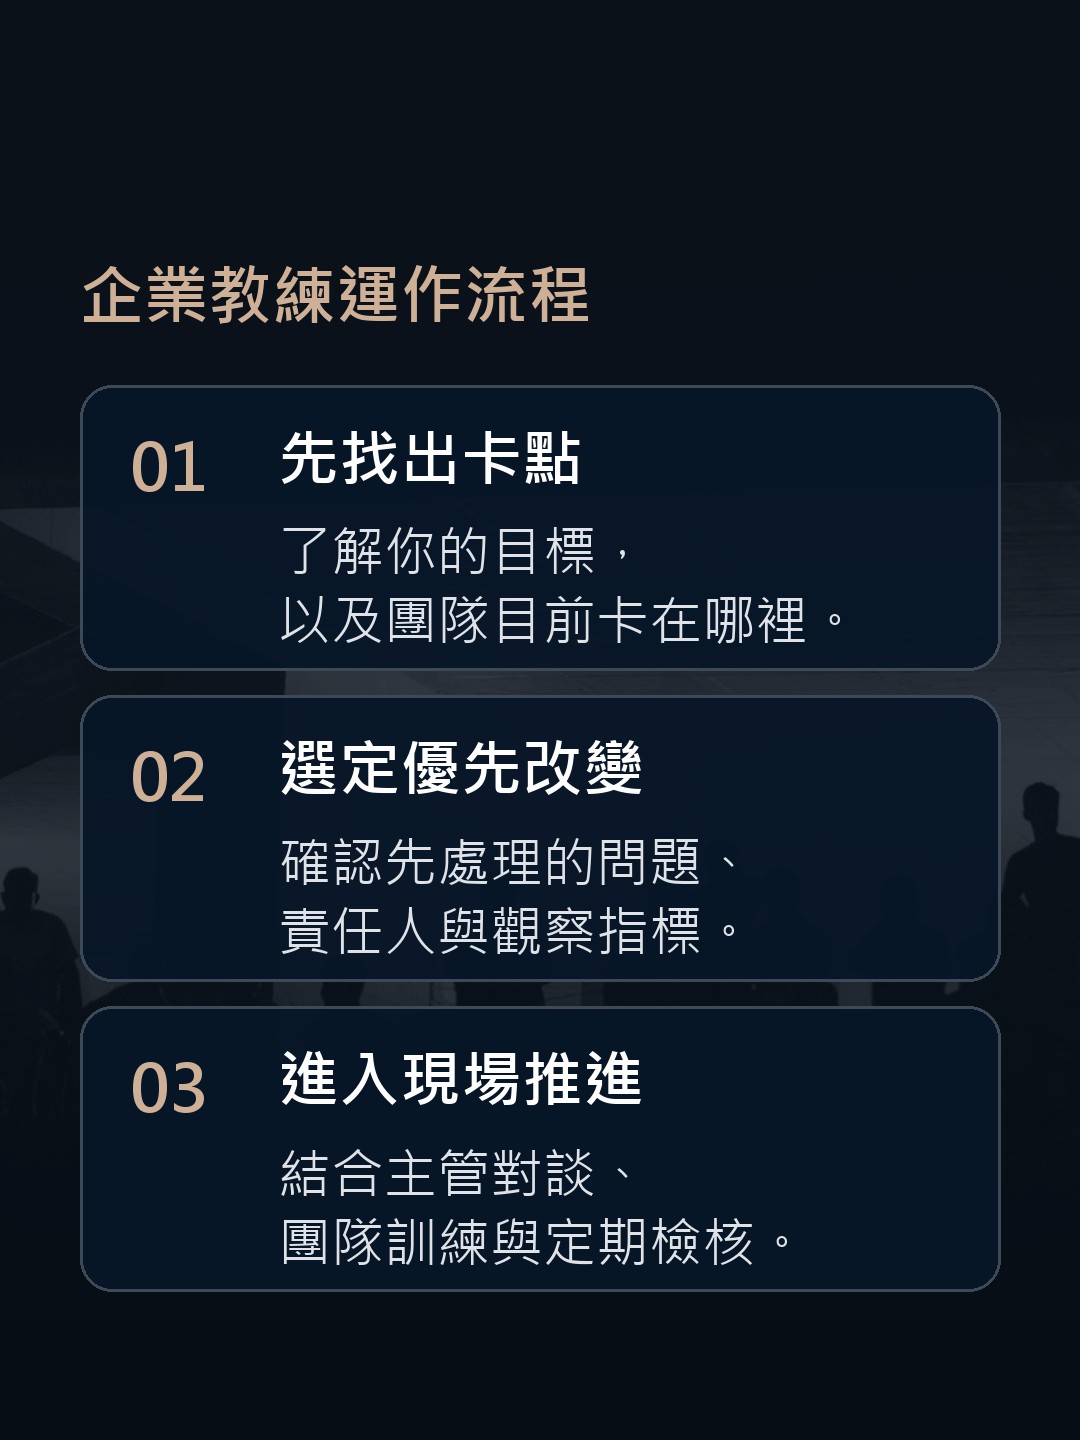 企業教練運作流程
01
先找出卡點
了解你的目標，
以及團隊目前卡在哪裡。
02
選定優先改變
確認先處理的問題、
責任人與觀察指標。
03
進入現場推進
結合主管對談、
團隊訓練與定期檢核。